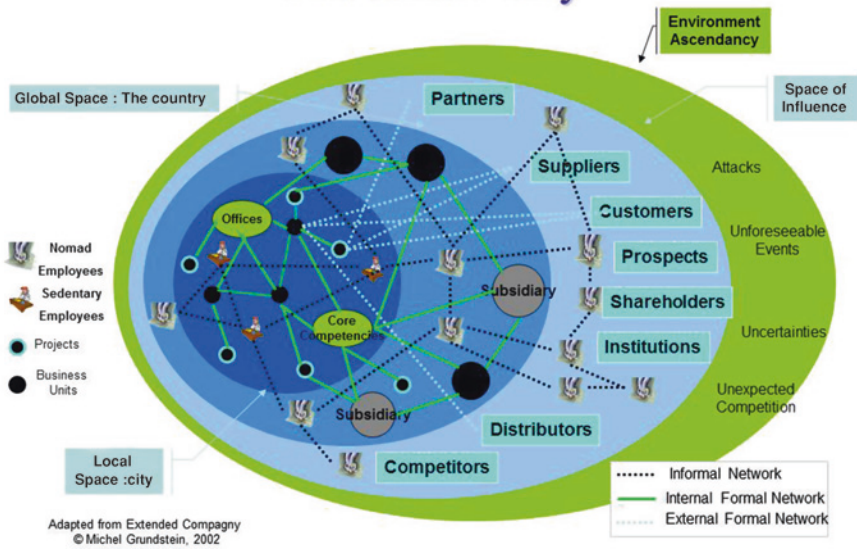 Environment
Ascendancy
Global Space : The country
Partners
Space of
Influence
Suppliers
Attacks
Offices
Customers
Unforeseeable
Events
Nomad
Employees
Prospects
Sedentary
Employees
Subsidiary
Shareholders
Projects
Core
Competencies
Institutions
Uncertainties
Business
Units
Unexpected
Competition
Subsidiary
Distributors
Local
Space :city
Competitors
Informal Network
Internal Formal Network
External Formal Network
Adapted from Extended Compagny
© Michel Grundstein, 2002